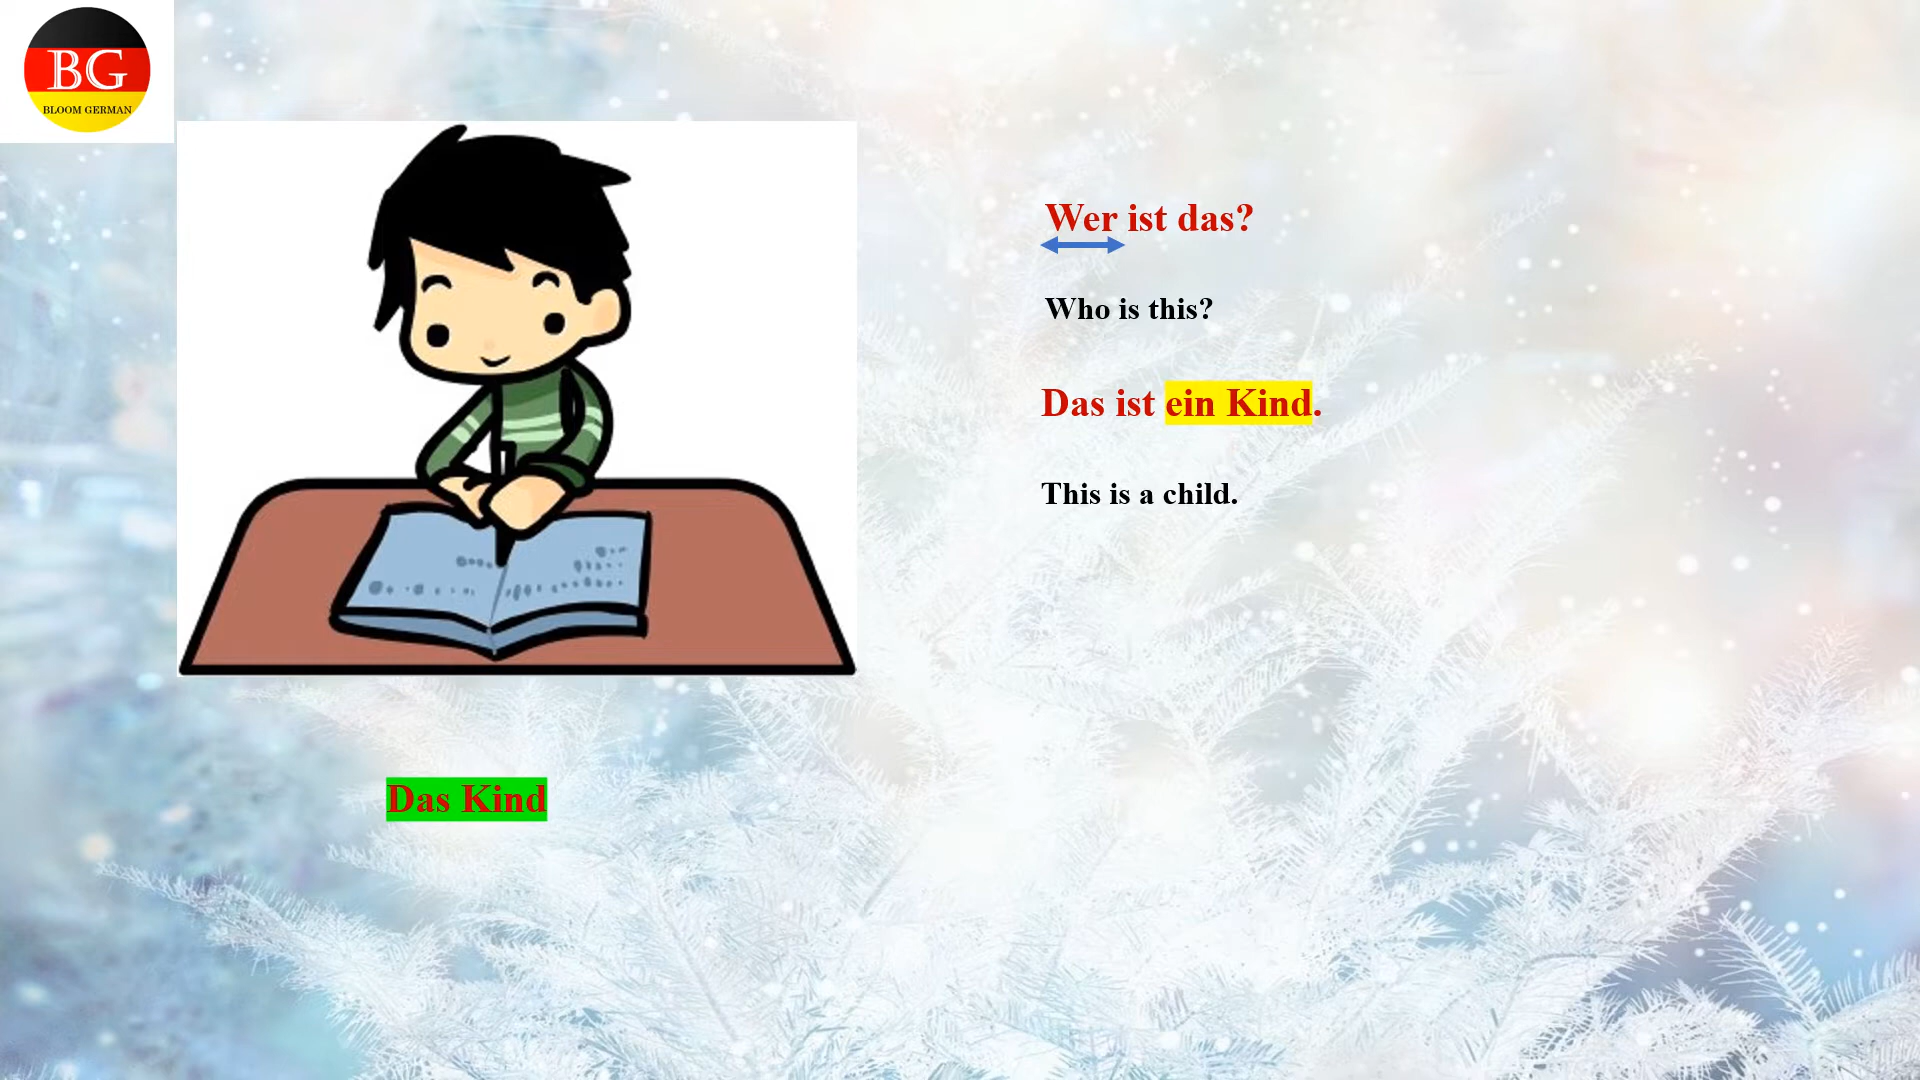 BG
BLOOM GERMAN
Wer ist das?
Who is this?
Das ist ein Kind.
This is a child.
Das Kind